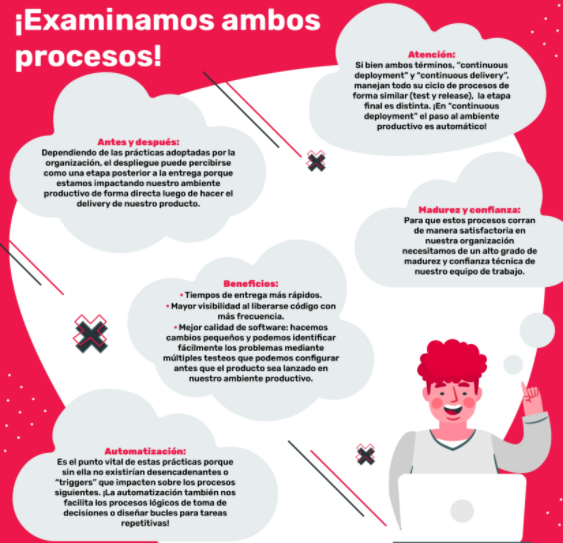 ¡Examinamos ambos
procesos!
Atención:
Si bien ambos términos, “continuous
deployment” y “continuous delivery”,
manejan todo su ciclo de procesos de
forma similar (test y release),  la etapa
final es distinta. ¡En “continuous
deployment” el paso al ambiente
productivo es automático!
Antes y después:
Dependiendo de las prácticas adoptadas por la
organización, el despliegue puede percibirse
como una etapa posterior a la entrega porque
estamos impactando nuestro ambiente
productivo de forma directa luego de hacer el
delivery de nuestro producto.
Madurez y confianza:
Para que estos procesos corran
de manera satisfactoria en
nuestra organización
necesitamos de un alto grado de
madurez y confianza técnica de
nuestro equipo de trabajo.
Beneficios:
• Tiempos de entrega más rápidos.
• Mayor visibilidad al liberarse código con
más frecuencia.
• Mejor calidad de software: hacemos
cambios pequeños y podemos identificar
fácilmente los problemas mediante
múltiples testeos que podemos configurar
antes que el producto sea lanzado en
nuestro ambiente productivo.
Automatización:
Es el punto vital de estas prácticas porque
sin ella no existirían desencadenantes o
“triggers” que impacten sobre los procesos
siguientes. ¡La automatización también nos
facilita los procesos lógicos de toma de
decisiones o diseñar bucles para tareas
repetitivas!